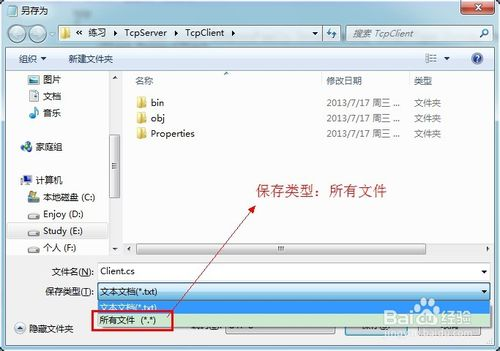 另存为
« 练习 ▸ TcpServer ▸ TcpClient ▸
搜索 TcpClient
组织 新建文件夹
名称 修改日期 类型
图片
文档
音乐
家庭组
计算机
本地磁盘 (C:)
Enjoy (D:)
Study (E:)
个人 (F:)
bin 2013/7/17 周三 ... 文件夹
obj 2013/7/17 周三 ... 文件夹
Properties 2013/7/17 周三 ... 文件夹
保存类型：所有文件
文件名(N): Client.cs
保存类型(T): 文本文档(*.txt)
文本文档(*.txt)
所有文件 (*.*)
隐藏文件夹
Baidu 经验